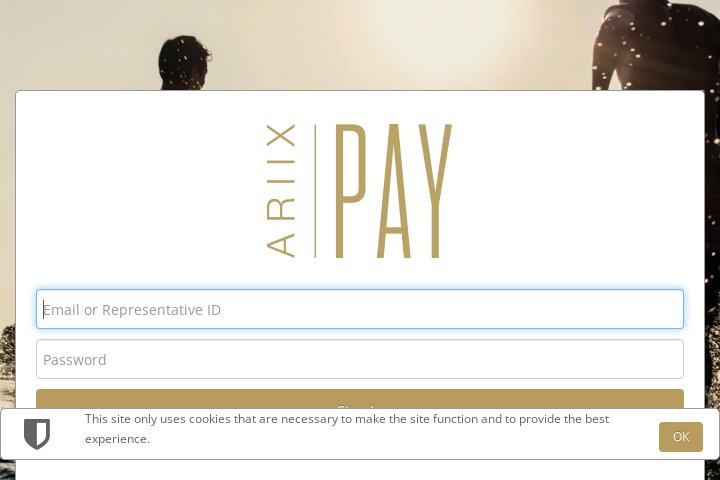 ARIIX
PAY
Email or Representative ID
Password
This site only uses cookies that are necessary to make the site function and to provide the best
experience.
OK